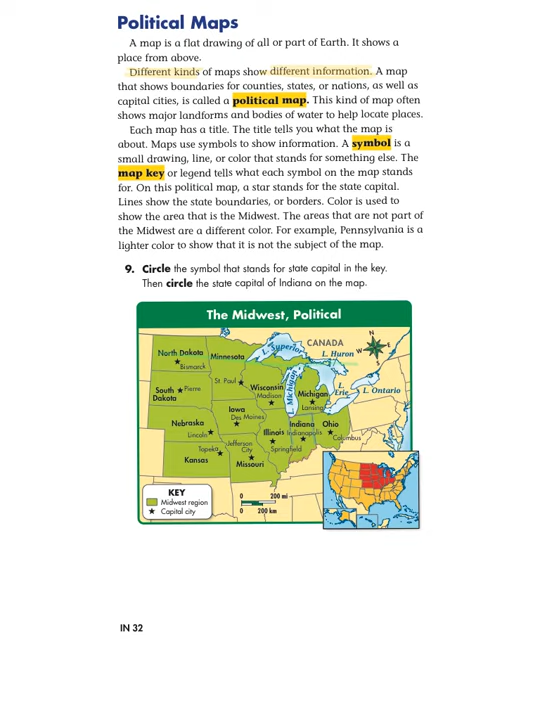 Political Maps
A map is a flat drawing of all or part of Earth. It shows a
place from above.
Different kinds of maps show different information. A map
that shows boundaries for counties, states, or nations, as well as
capital cities, is called a political map. This kind of map often
shows major landforms and bodies of water to help locate places.
Each map has a title. The title tells you what the map is
about. Maps use symbols to show information. A symbol is a
small drawing, line, or color that stands for something else. The
map key or legend tells what each symbol on the map stands
for. On this political map, a star stands for the state capital.
Lines show the state boundaries, or borders. Color is used to
show the area that is the Midwest. The areas that are not part of
the Midwest are a different color. For example, Pennsylvania is a
lighter color to show that it is not the subject of the map.
9. Circle the symbol that stands for state capital in the key.
Then circle the state capital of Indiana on the map.
The Midwest, Political
N
W
E
S
CANADA
L. Superior
L. Huron
L. Michigan
L. Erie
L. Ontario
North Dakota
Bismarck
Minnesota
St. Paul
South Dakota
Pierre
Wisconsin
Madison
Michigan
Lansing
Iowa
Des Moines
Nebraska
Lincoln
Illinois
Springfield
Indiana
Indianapolis
Ohio
Columbus
Topeka
Kansas
Jefferson City
Missouri
KEY
Midwest region
Capital city
0 200 mi
0 200 km
IN 32